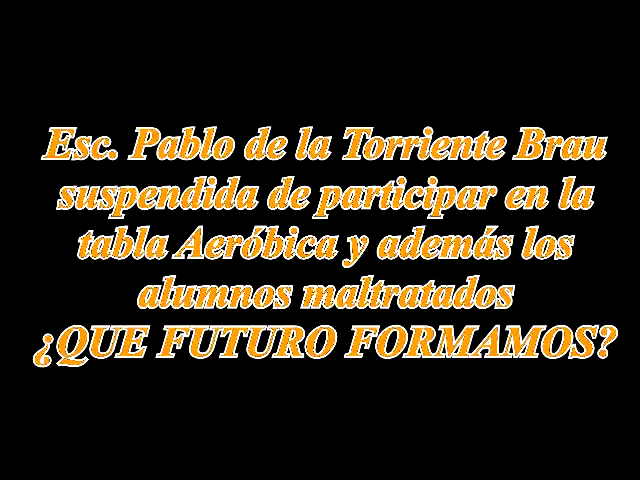 Esc. Pablo de la Torriente Brau
suspendida de participar en la
tabla Aeróbica y además los
alumnos maltratados
¿QUE FUTURO FORMAMOS?